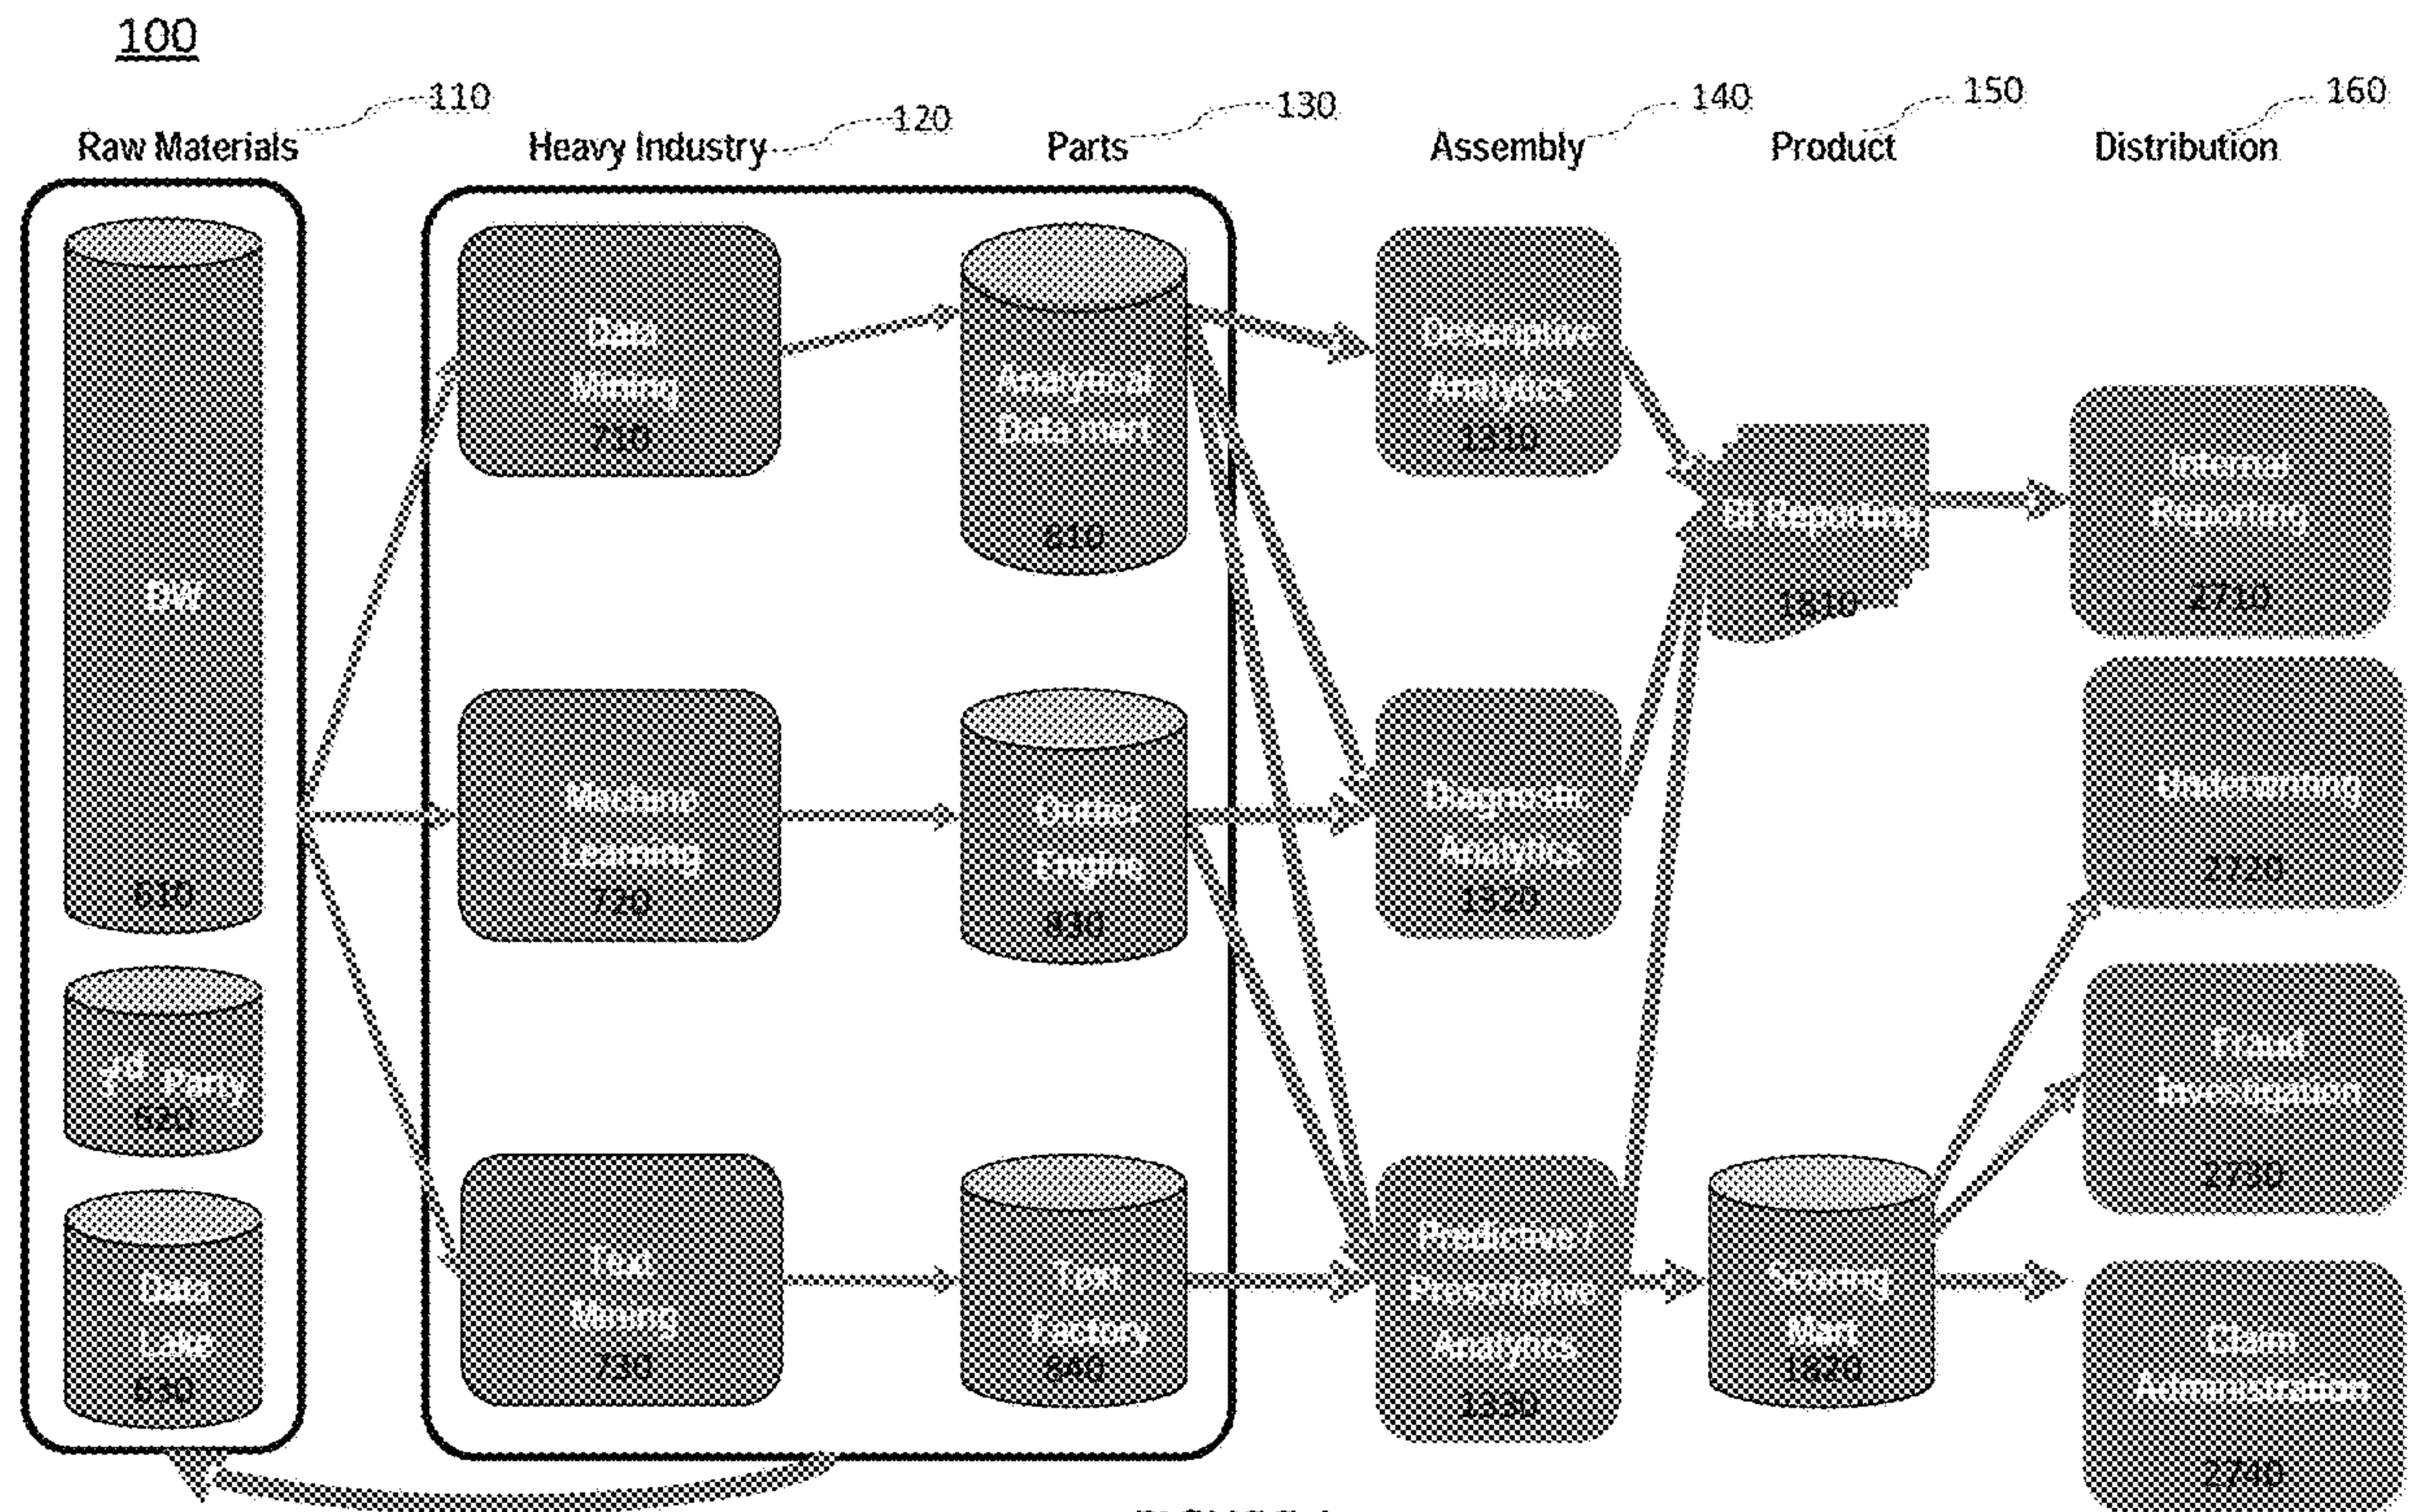 100
110
120
130
140
150
160
Raw Materials
Heavy Industry
Parts
Assembly
Product
Distribution
DW
610
Party
620
Data
Lake
630
Data
Mining
710
Machine
Learning
720
Text
Mining
730
Analytical
Data mart
810
Outlier
Engine
830
Text
Factory
840
Descriptive
Analytics
1310
Diagnostic
Analytics
1320
Predictive /
Prescriptive
Analytics
1330
BI Reporting
1810
Scoring
Mart
1820
Internal
Reporting
2710
Underwriting
2720
Fraud
Investigation
2730
Claim
Administration
2740